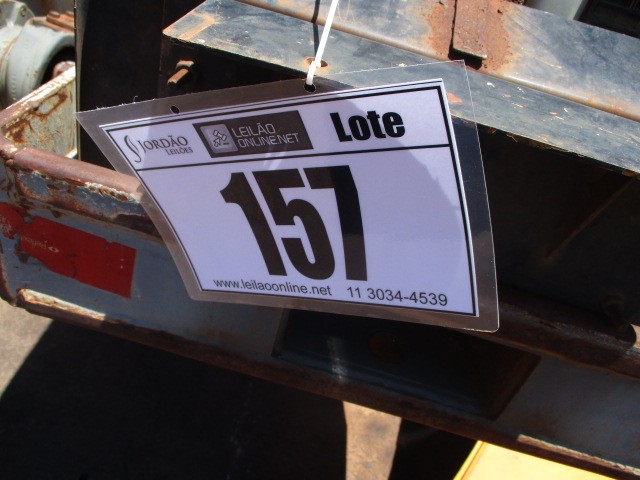 JORDÃO
LEILÕES
LEILÃO
ONLINE.NET
Lote
157
www.leilaoonline.net 11 3034-4539